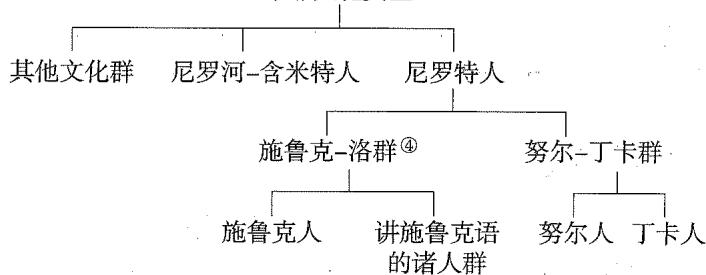 其他文化群 尼罗河-含米特人 尼罗特人
施鲁克-洛群④ 努尔-丁卡群
施鲁克人 讲施鲁克语的诸人群 努尔人 丁卡人